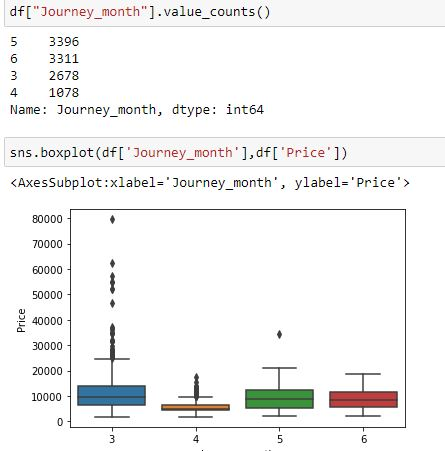 df["Journey_month"].value_counts()
5    3396
6    3311
3    2678
4    1078
Name: Journey_month, dtype: int64
sns.boxplot(df['Journey_month'],df['Price'])
<AxesSubplot:xlabel='Journey_month', ylabel='Price'>
80000
70000
60000
50000
40000
30000
20000
10000
0
Price
3 4 5 6